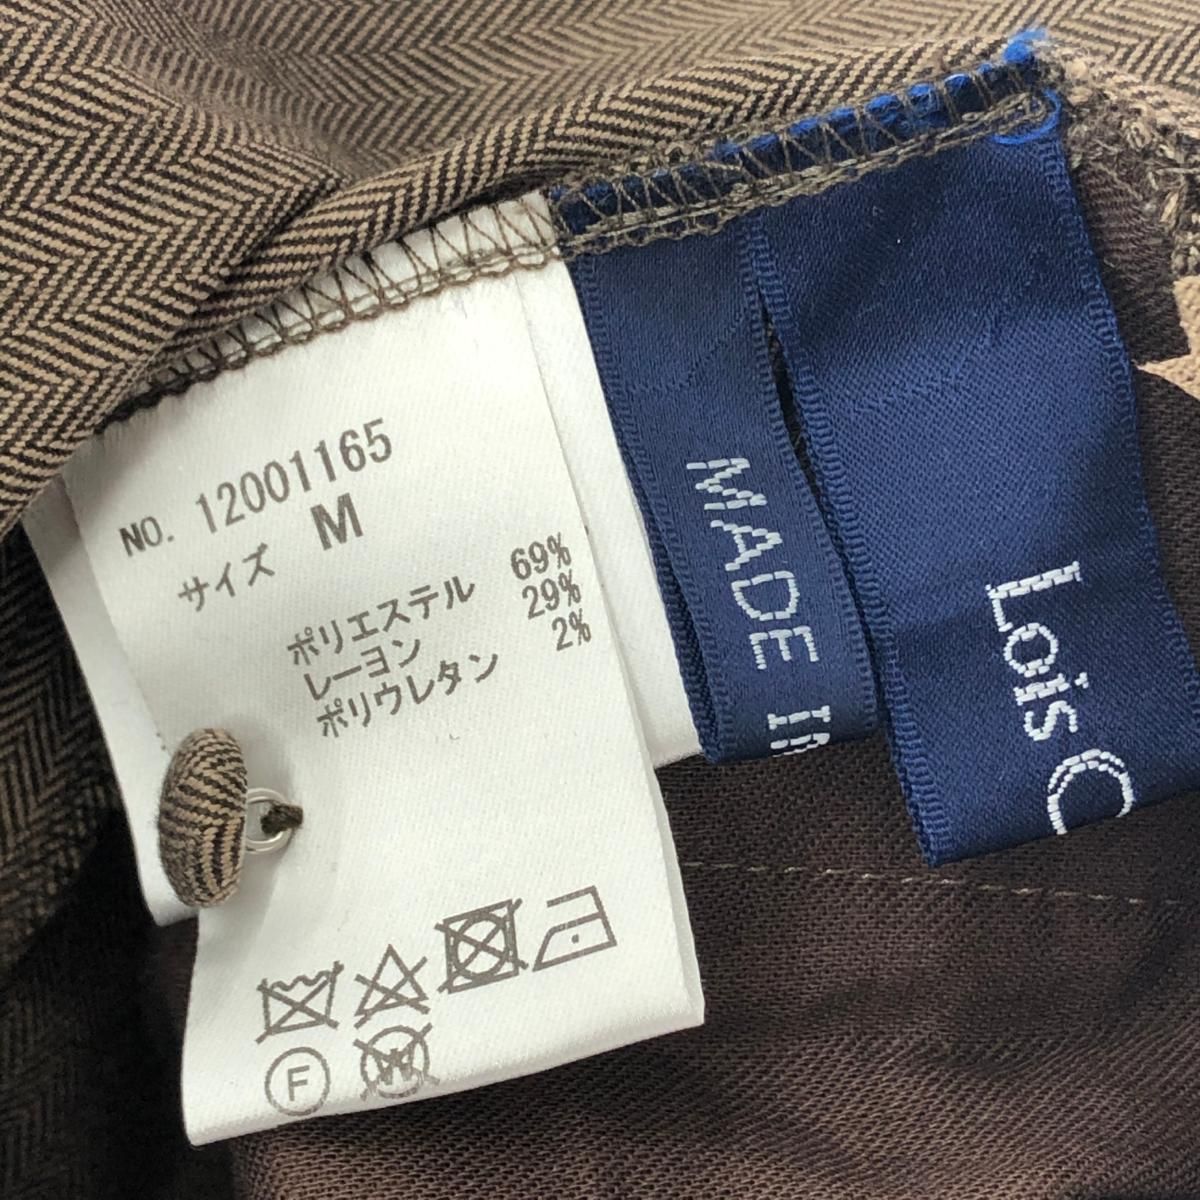 NO. 12001165
サイズ M
ポリエステル 69%
レーヨン 29%
ポリウレタン 2%
F
W
MADE
Lois